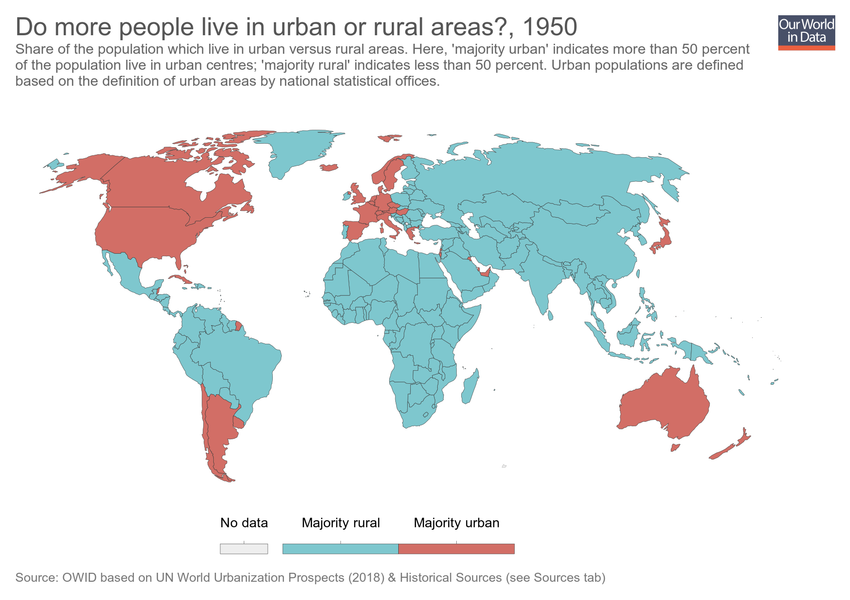 Do more people live in urban or rural areas?, 1950
Our World
in Data
Share of the population which live in urban versus rural areas. Here, 'majority urban' indicates more than 50 percent
of the population live in urban centres; 'majority rural' indicates less than 50 percent. Urban populations are defined
based on the definition of urban areas by national statistical offices.
No data
Majority rural
Majority urban
Source: OWID based on UN World Urbanization Prospects (2018) & Historical Sources (see Sources tab)